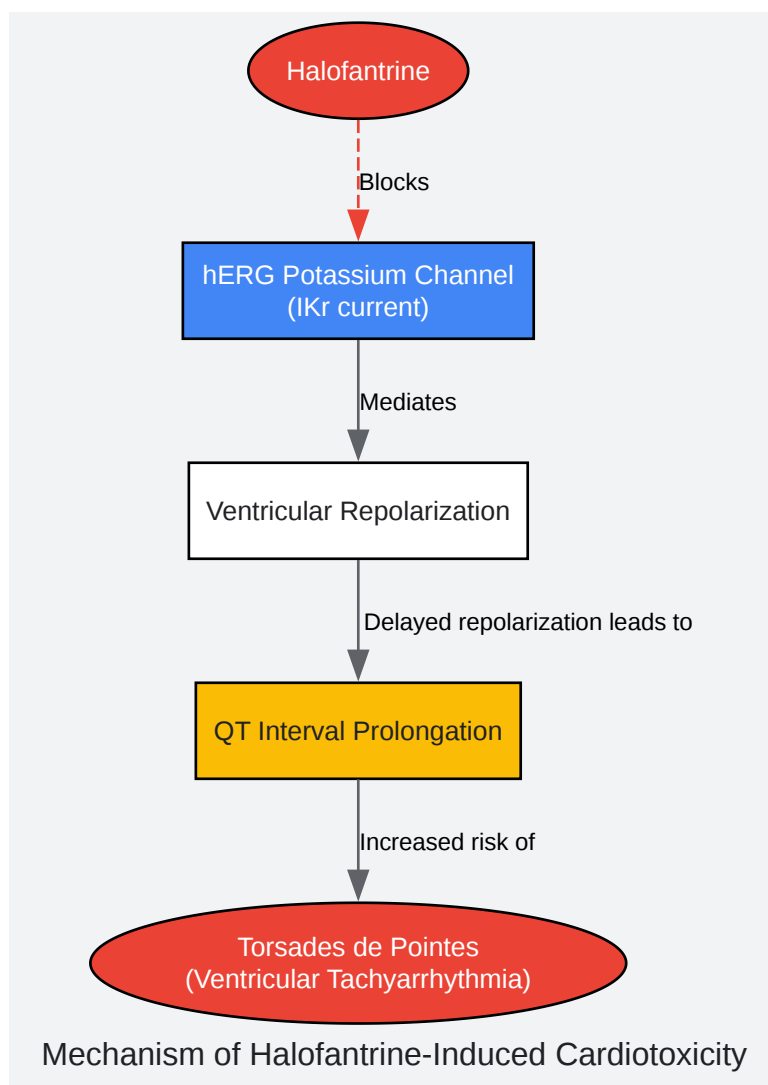 Halofantrine
Blocks
hERG Potassium Channel
(IKr current)
Mediates
Ventricular Repolarization
Delayed repolarization leads to
QT Interval Prolongation
Increased risk of
Torsades de Pointes
(Ventricular Tachyarrhythmia)
Mechanism of Halofantrine-Induced Cardiotoxicity